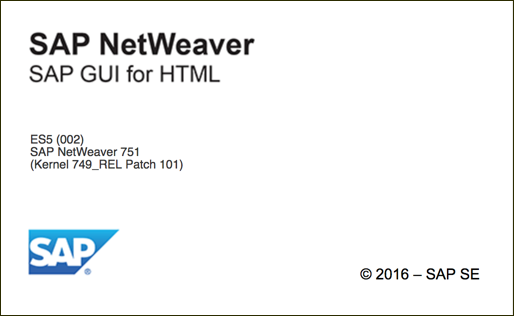 SAP NetWeaver
SAP GUI for HTML
ES5 (002)
SAP NetWeaver 751
(Kernel 749_REL Patch 101)
SAP®
© 2016 – SAP SE